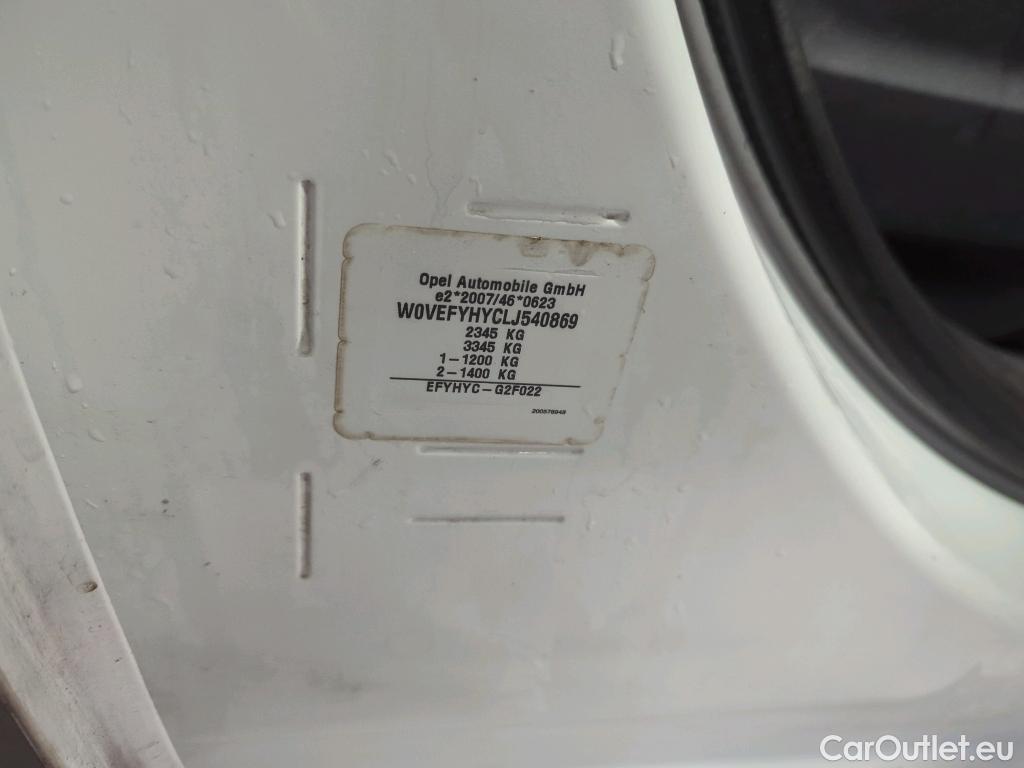 Opel Automobile GmbH
e2*2007/46*0623
W0VEFYHYCLJ540869
2345 KG
3345 KG
1-1200 KG
2-1400 KG
EFYHYC-G2F022
200576949
CarOutlet.eu